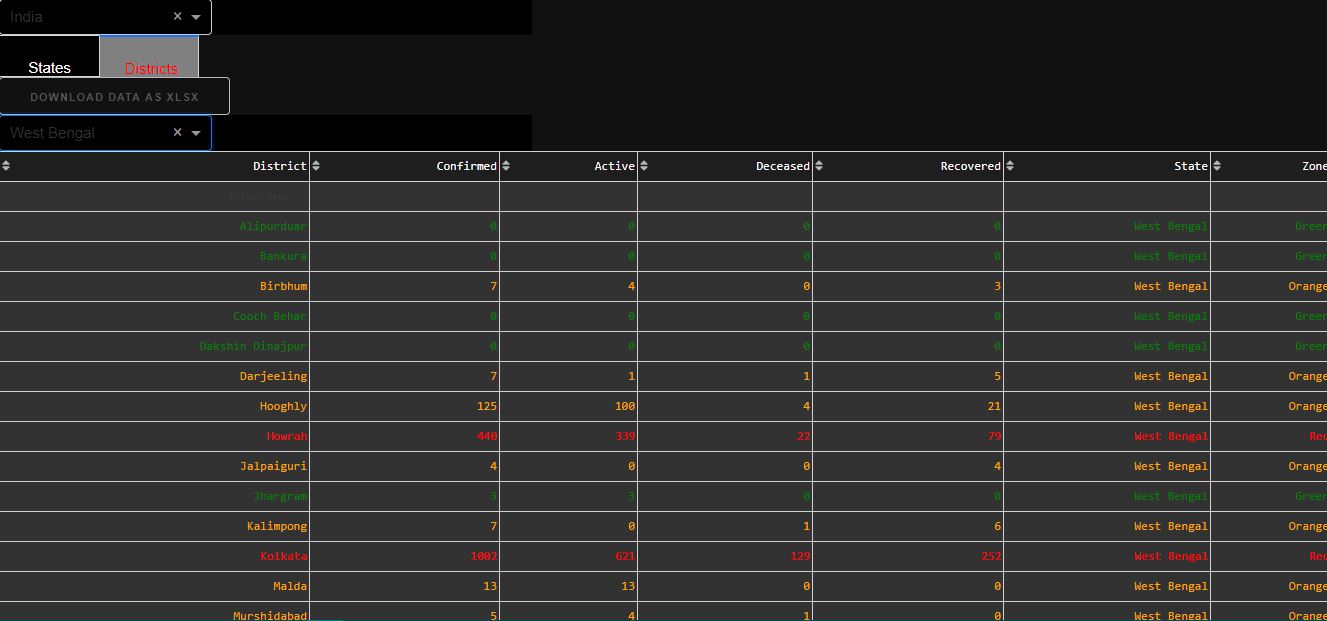 India × 
States Districts
DOWNLOAD DATA AS XLSX
West Bengal ×
District Confirmed Active Deceased Recovered State Zone
filter data...
Alipurduar 0 0 0 0 West Bengal Green
Bankura 0 0 0 0 West Bengal Green
Birbhum 7 4 0 3 West Bengal Orange
Cooch Behar 0 0 0 0 West Bengal Green
Dakshin Dinajpur 0 0 0 0 West Bengal Green
Darjeeling 7 1 1 5 West Bengal Orange
Hooghly 125 100 4 21 West Bengal Orange
Howrah 440 339 22 79 West Bengal Red
Jalpaiguri 4 0 0 4 West Bengal Orange
Jhargram 3 3 0 0 West Bengal Green
Kalimpong 7 0 1 6 West Bengal Orange
Kolkata 1002 621 129 252 West Bengal Red
Malda 13 13 0 0 West Bengal Orange
Murshidabad 5 4 1 0 West Bengal Orange